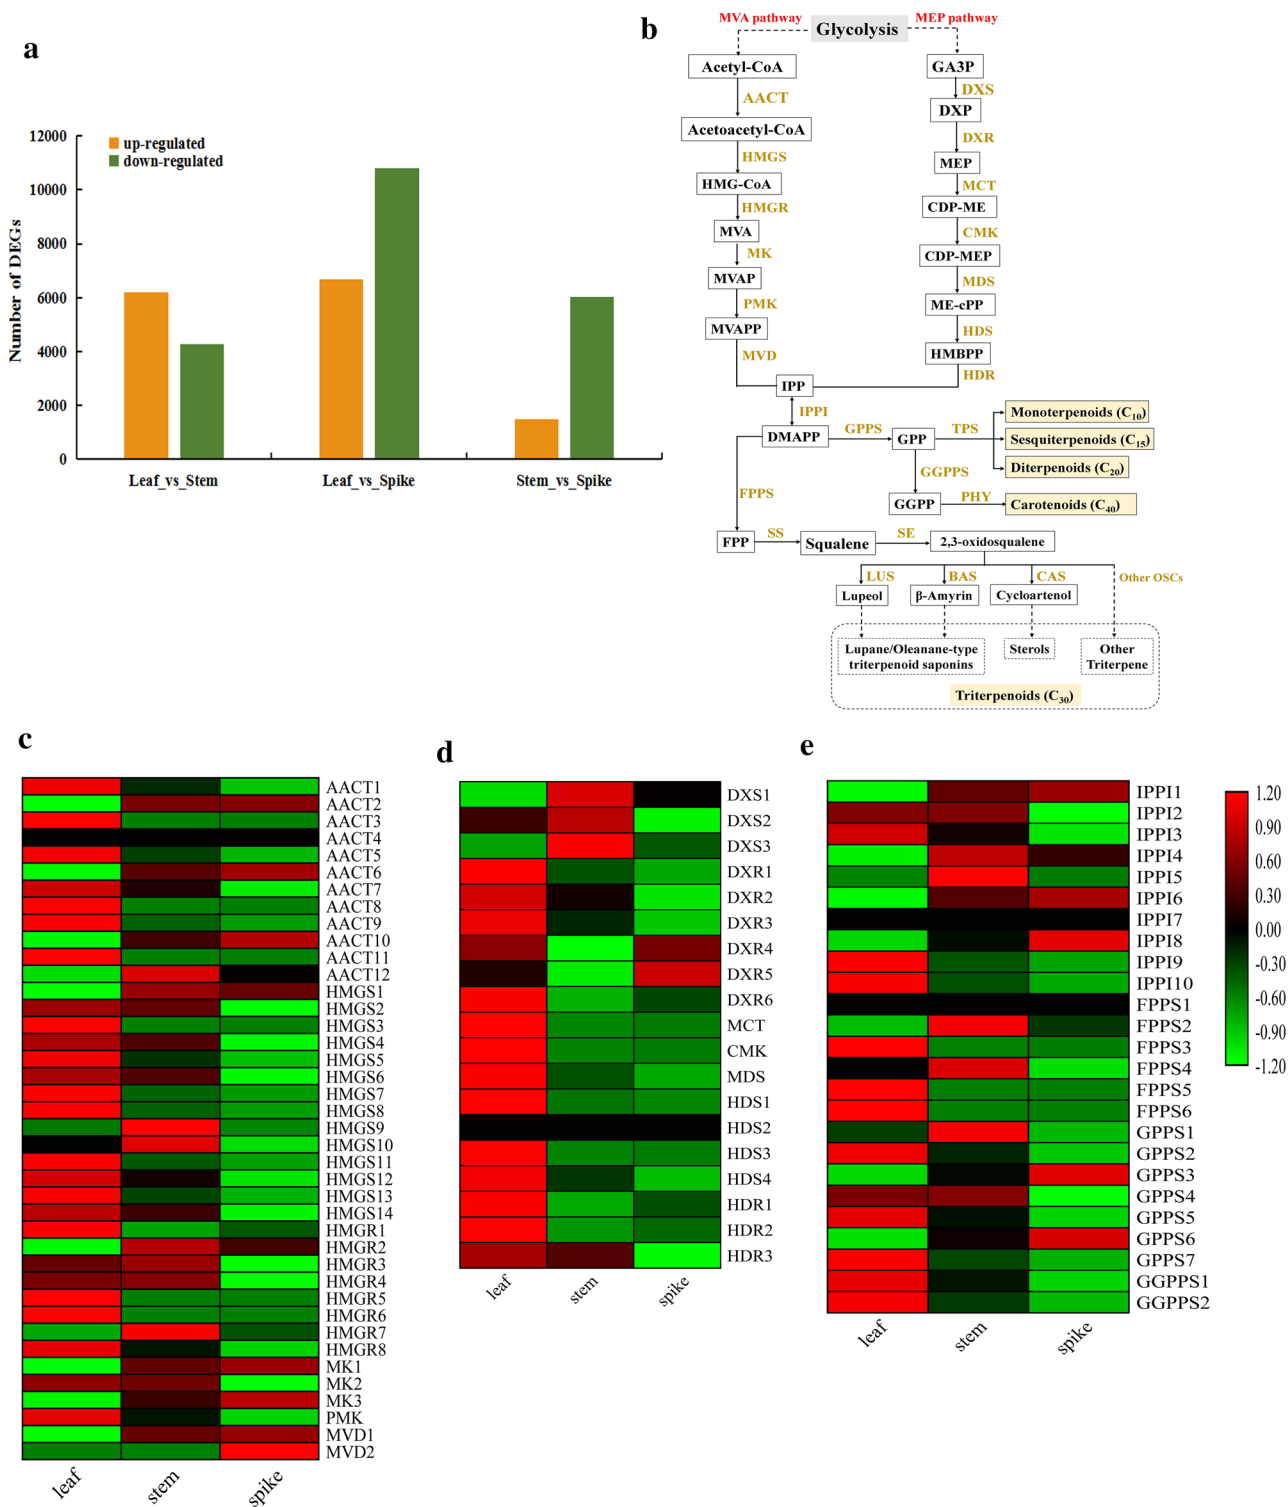 a
12000
10000
8000
6000
4000
2000
0
Number of DEGs
up-regulated
down-regulated
Leaf_vs_Stem
Leaf_vs_Spike
Stem_vs_Spike
b
MVA pathway
Glycolysis
MEP pathway
Acetyl-CoA
AACT
Acetoacetyl-CoA
HMGS
HMG-CoA
HMGR
MVA
MK
MVAP
PMK
MVAPP
MVD
GA3P
DXS
DXP
DXR
MEP
MCT
CDP-ME
CMK
CDP-MEP
MDS
ME-cPP
HDS
HMBPP
HDR
IPP
IPPI
DMAPP
GPPS
GPP
TPS
Monoterpenoids (C10)
Sesquiterpenoids (C15)
Diterpenoids (C20)
GGPPS
GGPP
PHY
Carotenoids (C40)
FPPS
FPP
SS
Squalene
SE
2,3-oxidosqualene
LUS
BAS
CAS
Other OSCs
Lupeol
β-Amyrin
Cycloartenol
Lupane/Oleanane-type
triterpenoid saponins
Sterols
Other
Triterpene
Triterpenoids (C30)
c
AACT1
AACT2
AACT3
AACT4
AACT5
AACT6
AACT7
AACT8
AACT9
AACT10
AACT11
AACT12
HMGS1
HMGS2
HMGS3
HMGS4
HMGS5
HMGS6
HMGS7
HMGS8
HMGS9
HMGS10
HMGS11
HMGS12
HMGS13
HMGS14
HMGR1
HMGR2
HMGR3
HMGR4
HMGR5
HMGR6
HMGR7
HMGR8
MK1
MK2
MK3
PMK
MVD1
MVD2
leaf
stem
spike
d
DXS1
DXS2
DXS3
DXR1
DXR2
DXR3
DXR4
DXR5
DXR6
MCT
CMK
MDS
HDS1
HDS2
HDS3
HDS4
HDR1
HDR2
HDR3
leaf
stem
spike
e
IPPI1
IPPI2
IPPI3
IPPI4
IPPI5
IPPI6
IPPI7
IPPI8
IPPI9
IPPI10
FPPS1
FPPS2
FPPS3
FPPS4
FPPS5
FPPS6
GPPS1
GPPS2
GPPS3
GPPS4
GPPS5
GPPS6
GPPS7
GGPPS1
GGPPS2
leaf
stem
spike
1.20
0.90
0.60
0.30
0.00
-0.30
-0.60
-0.90
-1.20